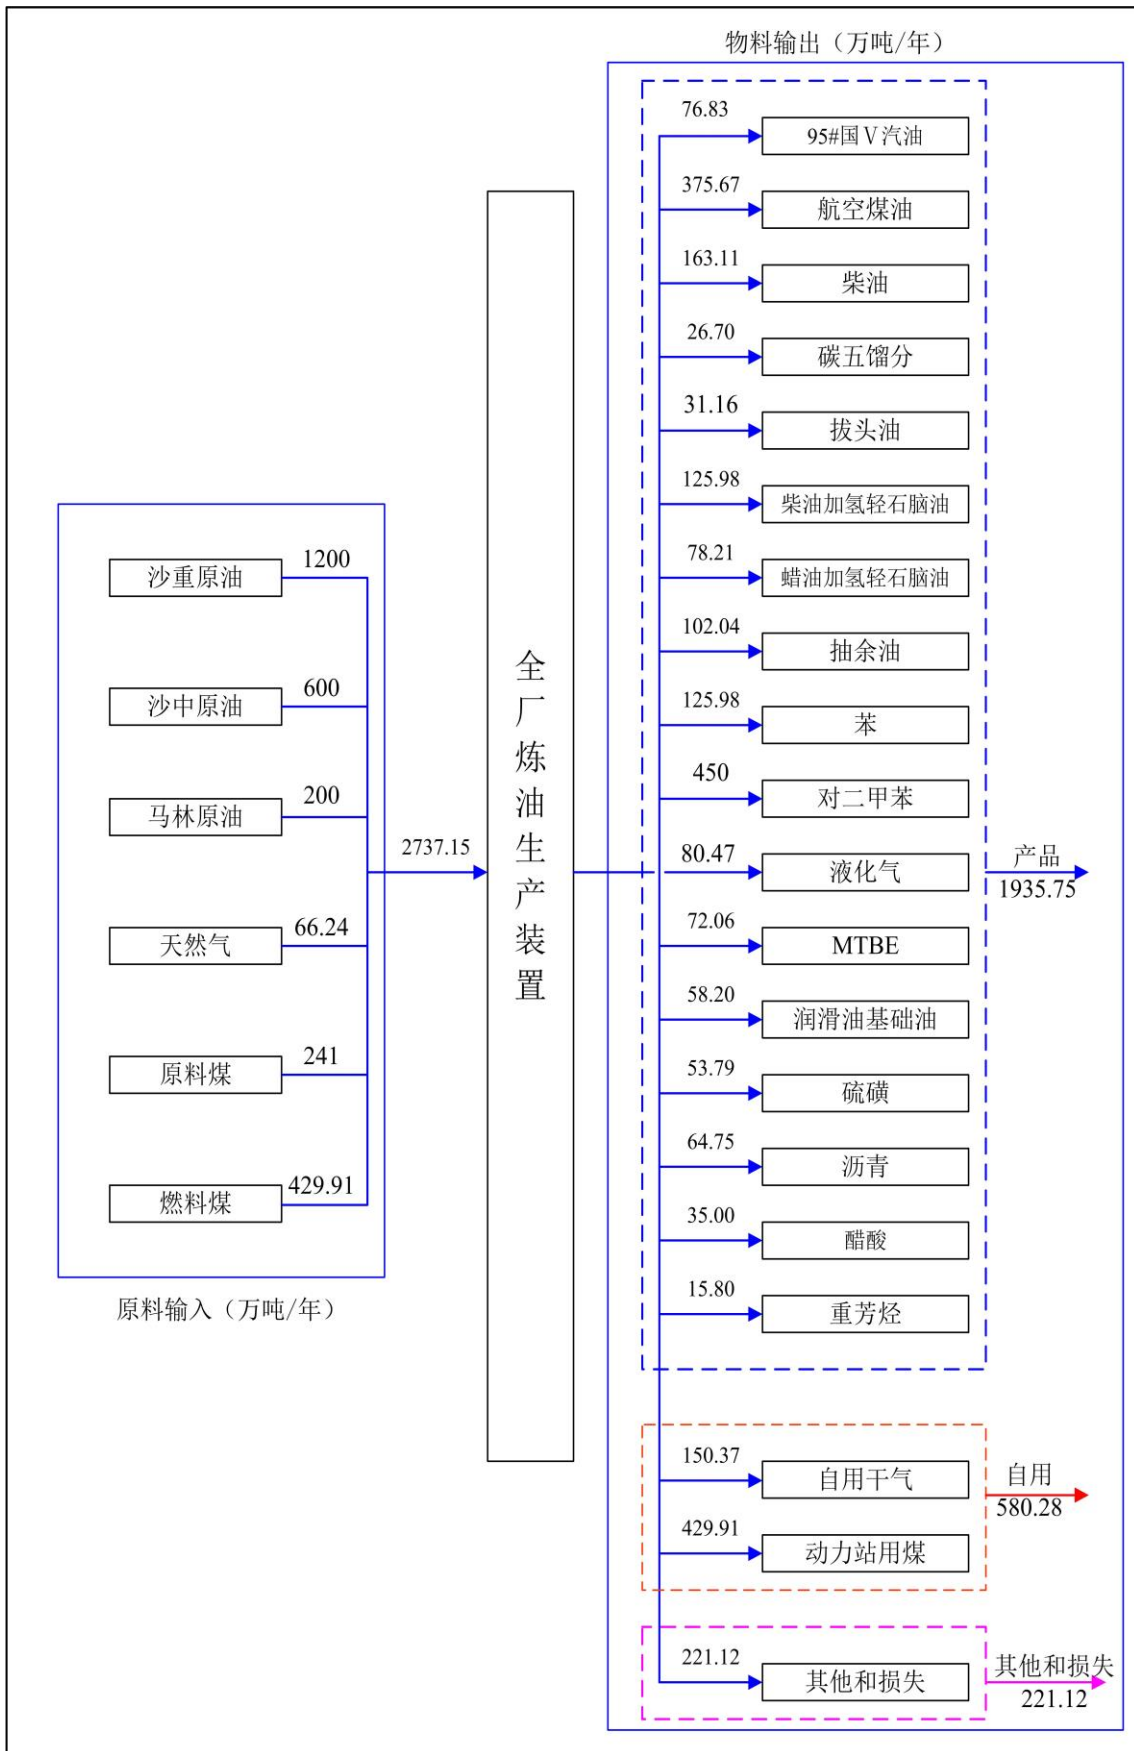 物料输出（万吨/年）
76.83
95#国Ⅴ汽油
375.67
航空煤油
163.11
柴油
26.70
碳五馏分
31.16
拔头油
125.98
柴油加氢轻石脑油
78.21
蜡油加氢轻石脑油
102.04
抽余油
125.98
苯
450
对二甲苯
80.47
液化气
72.06
MTBE
58.20
润滑油基础油
53.79
硫磺
64.75
沥青
35.00
醋酸
15.80
重芳烃
产品
1935.75
150.37
自用干气
429.91
动力站用煤
自用
580.28
221.12
其他和损失
其他和损失
221.12
全厂炼油生产装置
2737.15
沙重原油
1200
沙中原油
600
马林原油
200
天然气
66.24
原料煤
241
燃料煤
429.91
原料输入（万吨/年）